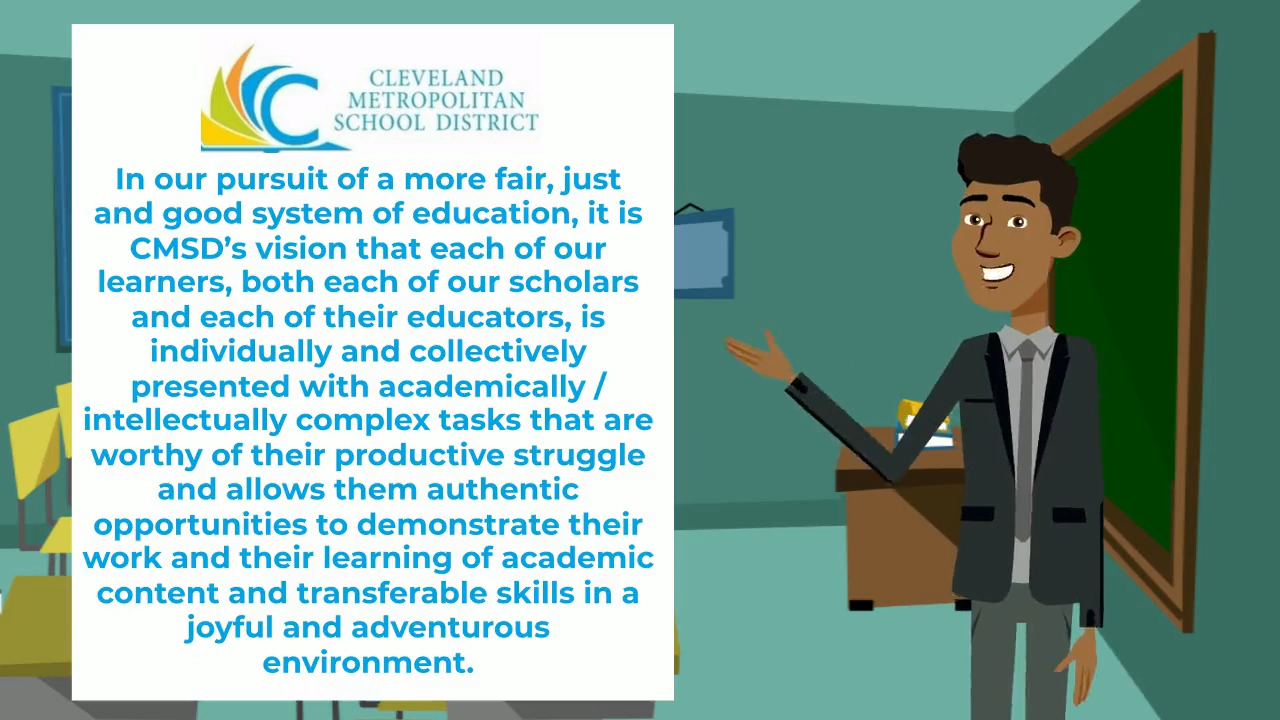 CLEVELAND
METROPOLITAN
SCHOOL DISTRICT
In our pursuit of a more fair, just
and good system of education, it is
CMSD’s vision that each of our
learners, both each of our scholars
and each of their educators, is
individually and collectively
presented with academically /
intellectually complex tasks that are
worthy of their productive struggle
and allows them authentic
opportunities to demonstrate their
work and their learning of academic
content and transferable skills in a
joyful and adventurous
environment.